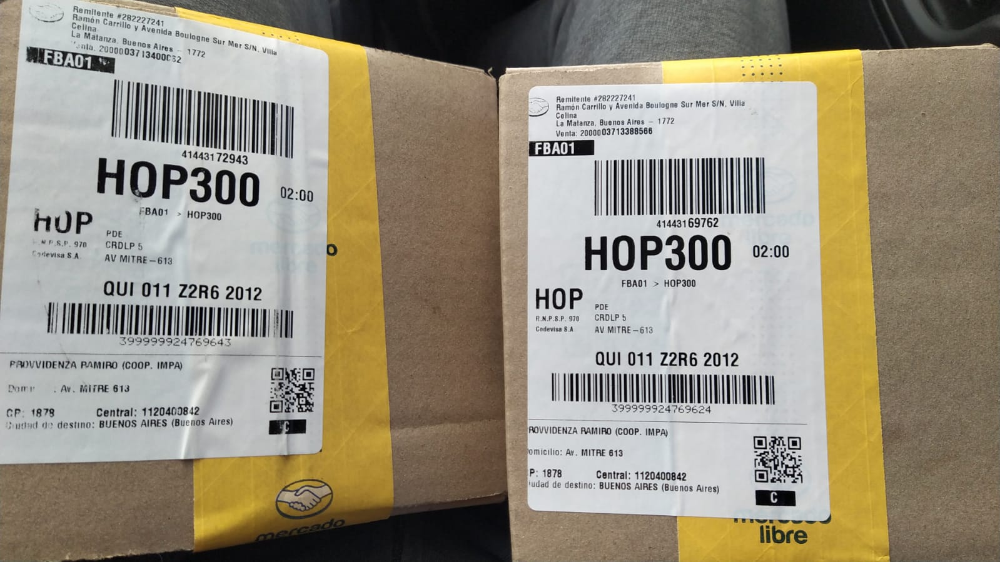 Remitente #282227241
Ramón Carrillo y Avenida Boulogne Sur Mer S/N, Villa
Celina
La Matanza, Buenos Aires - 1772
Venta: 2000003713400062
FBA01
41443172943
HOP300 02:00
FBA01 > HOP300
HOP
R.N.P.S.P. 970
Codevisa S.A.
PDE
CRDLP 5
AV MITRE-613
QUI 011 Z2R6 2012
399999924769643
PROVVIDENZA RAMIRO (COOP. IMPA)
: Av. MITRE 613
CP: 1878 Central: 1120400842
Ciudad de destino: BUENOS AIRES (Buenos Aires)
C
mercado
libre
mercado
Remitente #282227241
Ramón Carrillo y Avenida Boulogne Sur Mer S/N, Villa
Celina
La Matanza, Buenos Aires - 1772
Venta: 2000003713388566
FBA01
41443169762
HOP300 02:00
FBA01 > HOP300
HOP
R.N.P.S.P. 970
Codevisa S.A.
PDE
CRDLP 5
AV MITRE-613
QUI 011 Z2R6 2012
399999924769624
ROVVIDENZA RAMIRO (COOP. IMPA)
omicilio: Av. MITRE 613
P: 1878 Central: 1120400842
iudad de destino: BUENOS AIRES (Buenos Aires)
C
mercado
libre